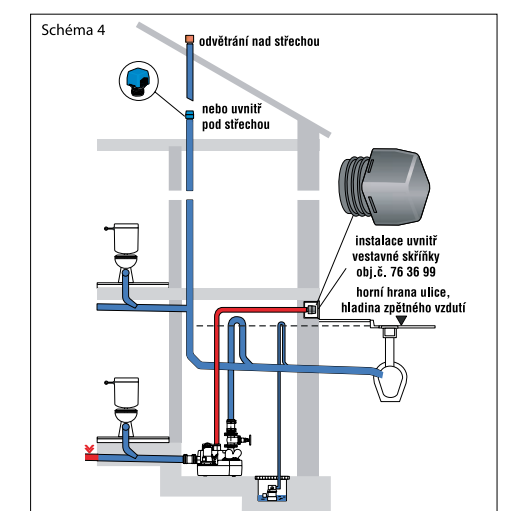 Schéma 4
odvětrání nad střechou
nebo uvnitř
pod střechou
instalace uvnitř
vestavné skříňky
obj.č. 76 36 99
horní hrana ulice,
hladina zpětného vzdutí